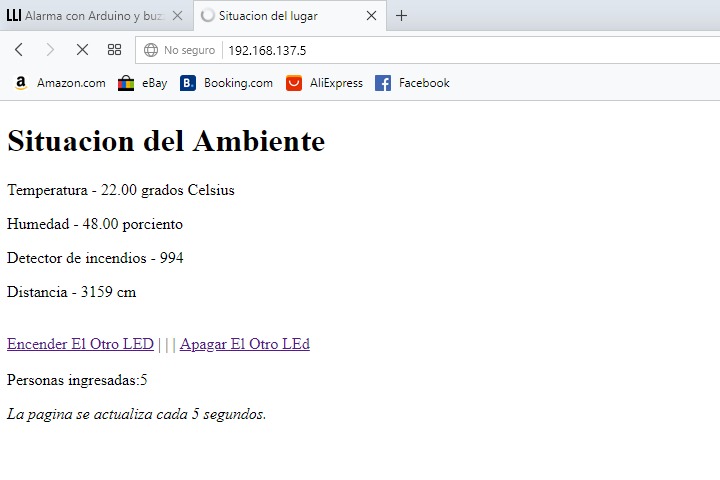 Alarma con Arduino y buz
Situacion del lugar
No seguro 192.168.137.5
Amazon.com eBay Booking.com AliExpress Facebook
Situacion del Ambiente
Temperatura - 22.00 grados Celsius
Humedad - 48.00 porciento
Detector de incendios - 994
Distancia - 3159 cm
Encender El Otro LED | | | Apagar El Otro LEd
Personas ingresadas:5
La pagina se actualiza cada 5 segundos.